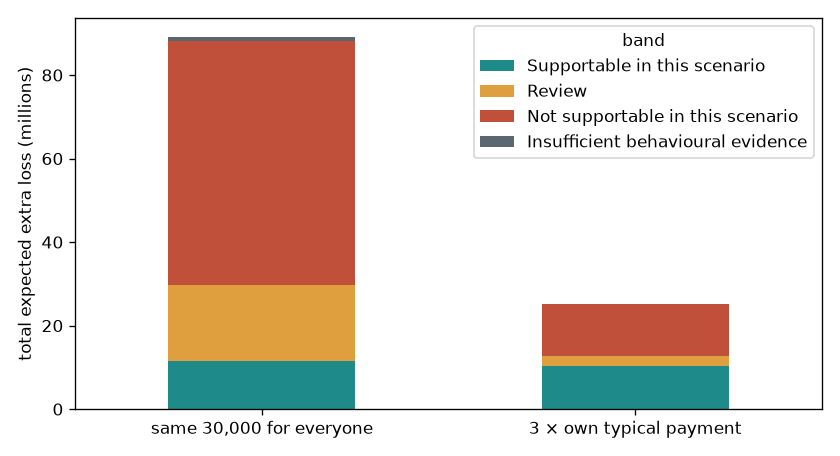 total expected extra loss (millions)
80
60
40
20
0
band
Supportable in this scenario
Review
Not supportable in this scenario
Insufficient behavioural evidence
same 30,000 for everyone
3 × own typical payment